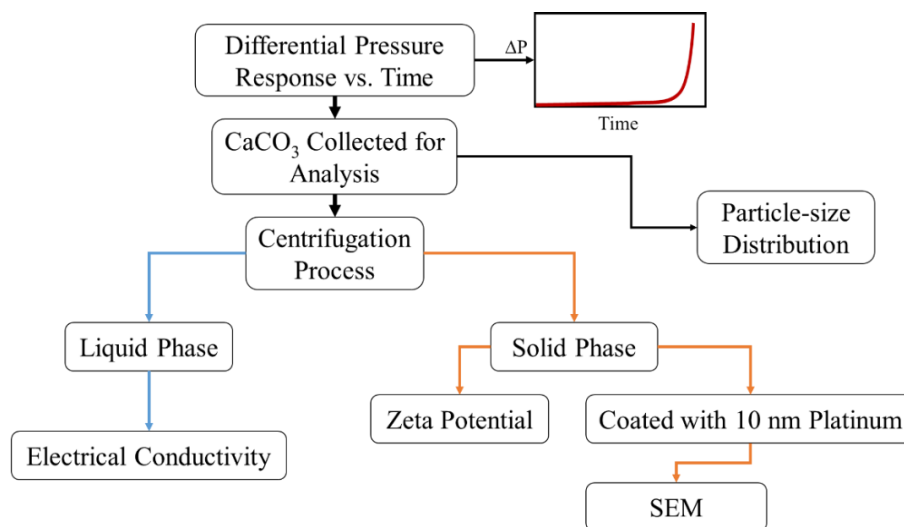 Differential Pressure
Response vs. Time
ΔP
Time
CaCO₃ Collected for
Analysis
Particle-size
Distribution
Centrifugation
Process
Liquid Phase
Solid Phase
Zeta Potential
Coated with 10 nm Platinum
Electrical Conductivity
SEM